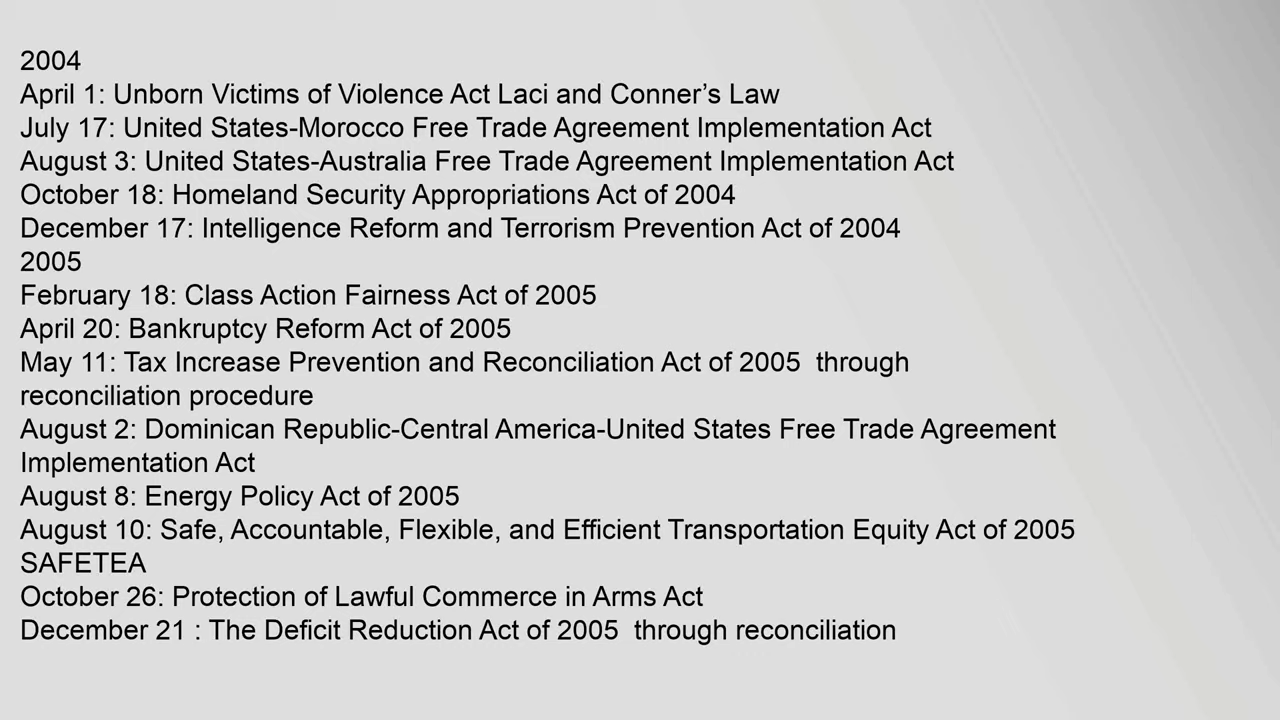 2004
April 1: Unborn Victims of Violence Act Laci and Conner’s Law
July 17: United States-Morocco Free Trade Agreement Implementation Act
August 3: United States-Australia Free Trade Agreement Implementation Act
October 18: Homeland Security Appropriations Act of 2004
December 17: Intelligence Reform and Terrorism Prevention Act of 2004
2005
February 18: Class Action Fairness Act of 2005
April 20: Bankruptcy Reform Act of 2005
May 11: Tax Increase Prevention and Reconciliation Act of 2005  through
reconciliation procedure
August 2: Dominican Republic-Central America-United States Free Trade Agreement
Implementation Act
August 8: Energy Policy Act of 2005
August 10: Safe, Accountable, Flexible, and Efficient Transportation Equity Act of 2005
SAFETEA
October 26: Protection of Lawful Commerce in Arms Act
December 21 : The Deficit Reduction Act of 2005  through reconciliation